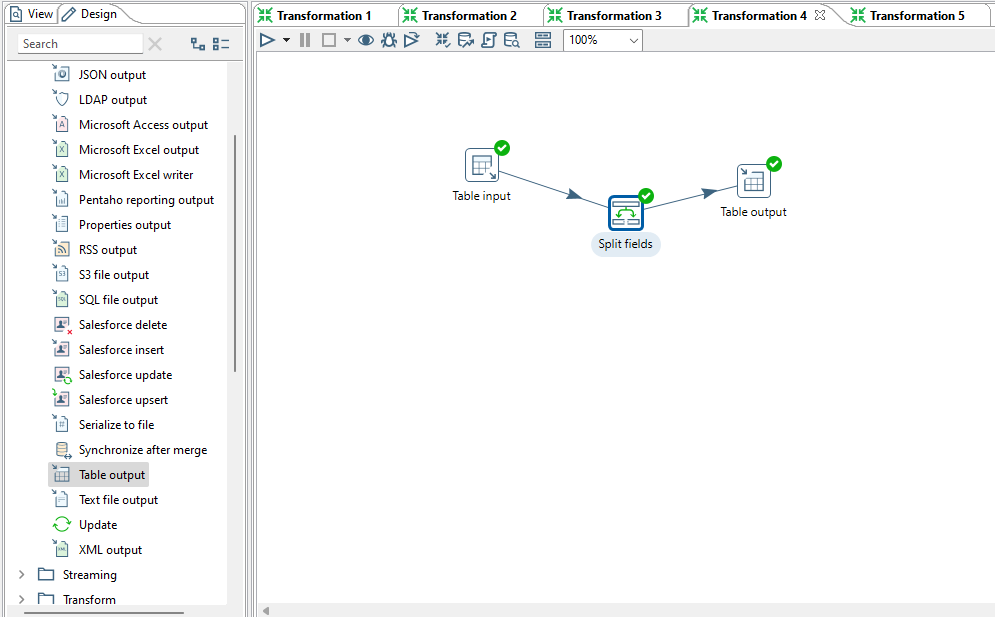 View
Design
Transformation 1
Transformation 2
Transformation 3
Transformation 4
Transformation 5
Search
100%
JSON output
LDAP output
Microsoft Access output
Microsoft Excel output
Microsoft Excel writer
Pentaho reporting output
Properties output
RSS output
S3 file output
SQL file output
Salesforce delete
Salesforce insert
Salesforce update
Salesforce upsert
Serialize to file
Synchronize after merge
Table output
Text file output
Update
XML output
Streaming
Transform
Table input
Split fields
Table output